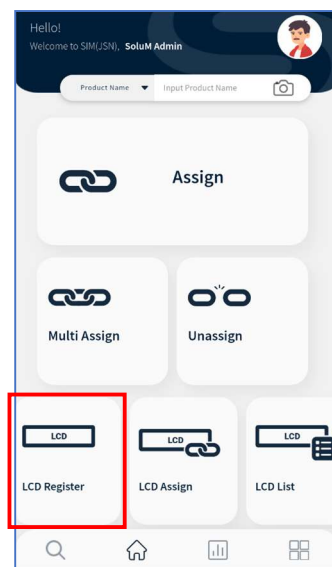 Hello!
Welcome to SIM(JSN), SoluM Admin
Product Name Input Product Name
Assign
Multi Assign Unassign
LCD LCD LCD
LCD Register LCD Assign LCD List